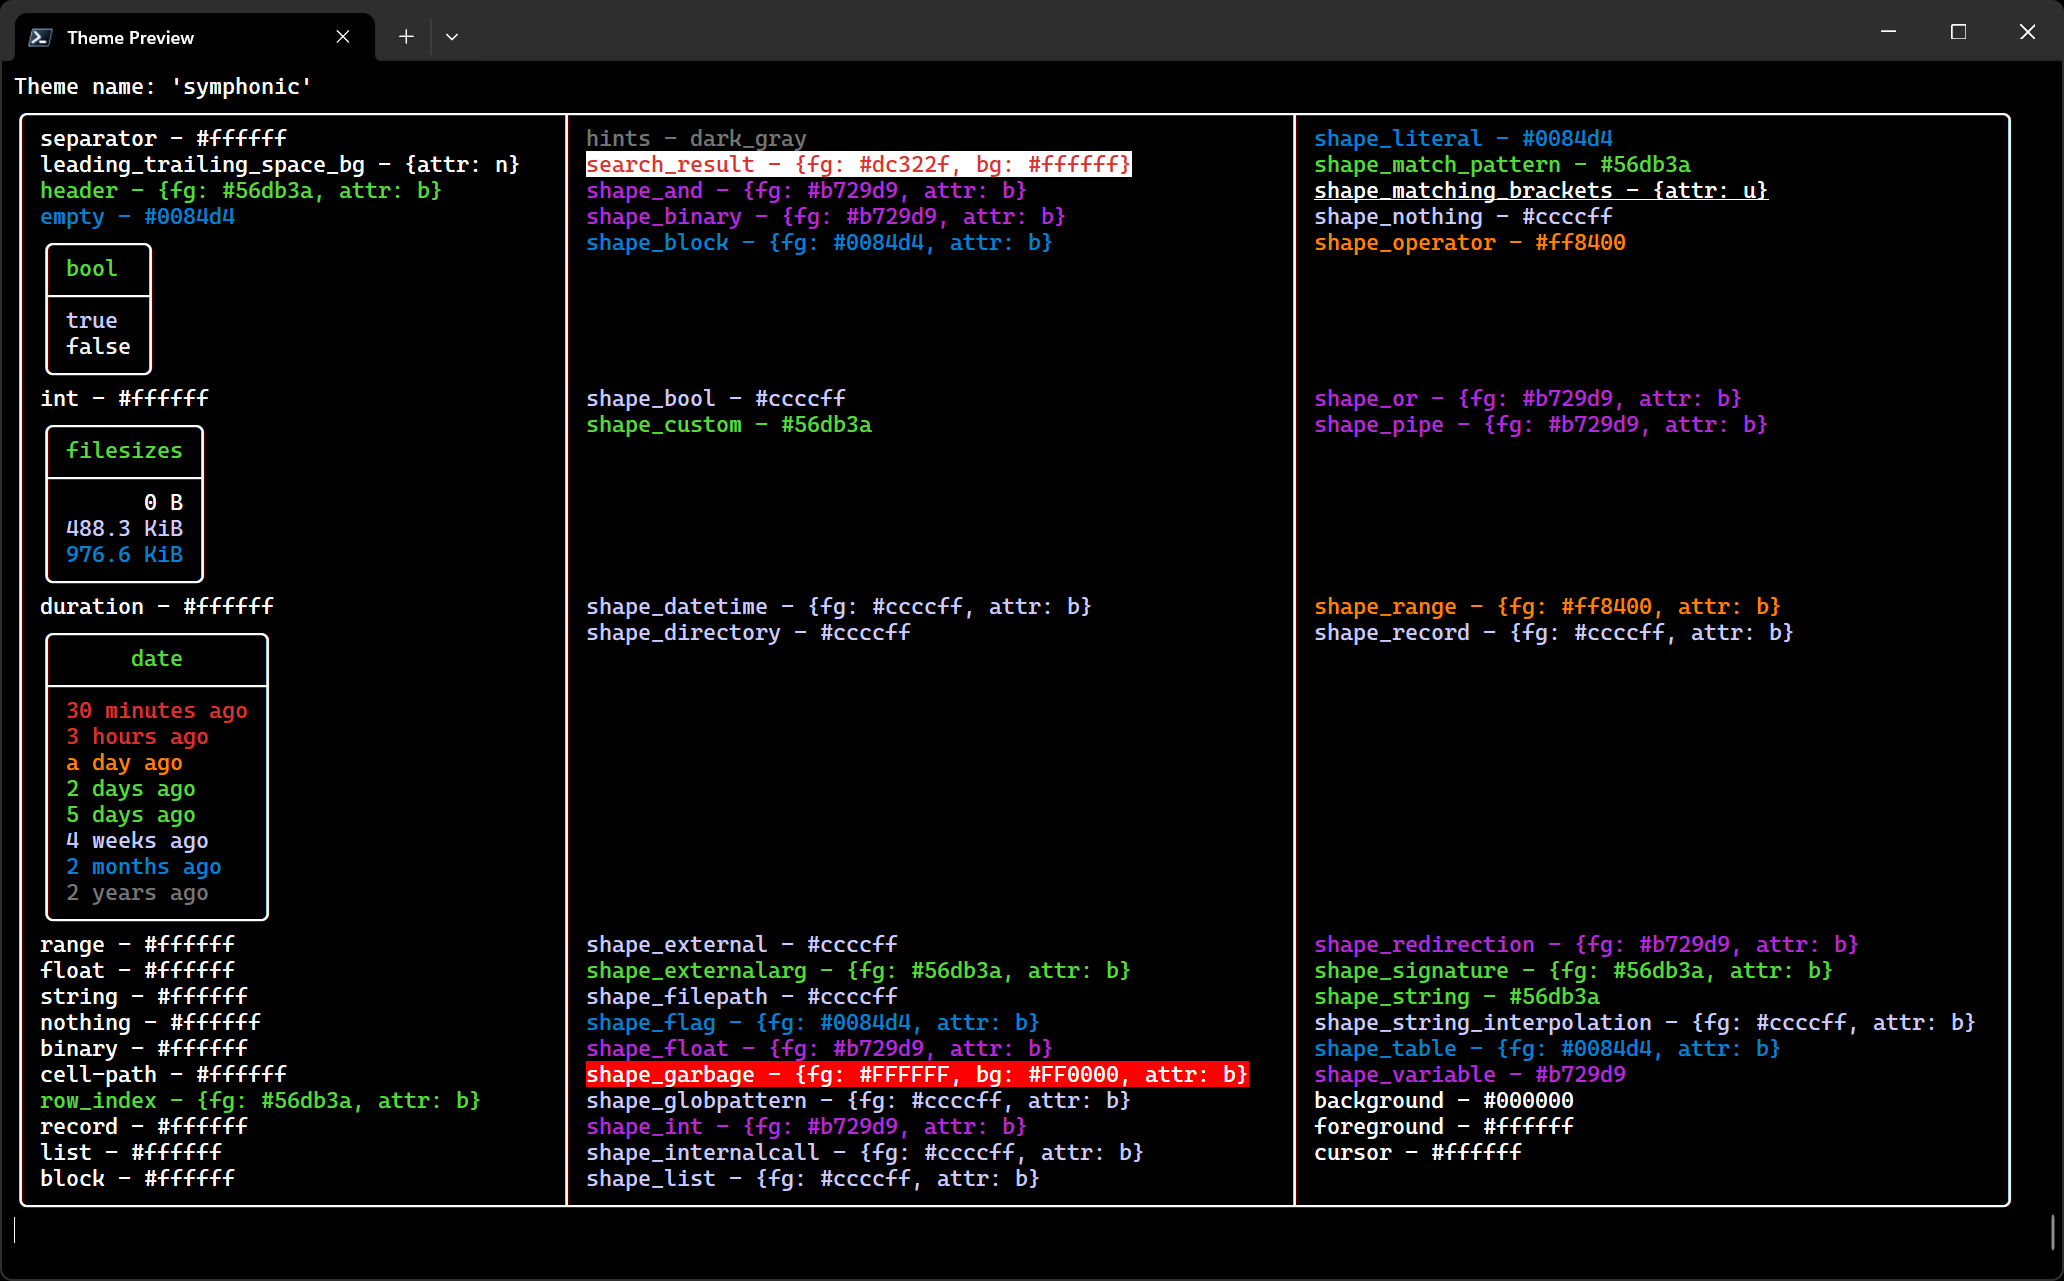 Theme Preview
Theme name: 'symphonic'
separator - #ffffff
leading_trailing_space_bg - {attr: n}
header - {fg: #56db3a, attr: b}
empty - #0084d4
bool
true
false
int - #ffffff
filesizes
0 B
488.3 KiB
976.6 KiB
duration - #ffffff
date
30 minutes ago
3 hours ago
a day ago
2 days ago
5 days ago
4 weeks ago
2 months ago
2 years ago
range - #ffffff
float - #ffffff
string - #ffffff
nothing - #ffffff
binary - #ffffff
cell-path - #ffffff
row_index - {fg: #56db3a, attr: b}
record - #ffffff
list - #ffffff
block - #ffffff
hints - dark_gray
search_result - {fg: #dc322f, bg: #ffffff}
shape_and - {fg: #b729d9, attr: b}
shape_binary - {fg: #b729d9, attr: b}
shape_block - {fg: #0084d4, attr: b}
shape_bool - #ccccff
shape_custom - #56db3a
shape_datetime - {fg: #ccccff, attr: b}
shape_directory - #ccccff
shape_external - #ccccff
shape_externalarg - {fg: #56db3a, attr: b}
shape_filepath - #ccccff
shape_flag - {fg: #0084d4, attr: b}
shape_float - {fg: #b729d9, attr: b}
shape_garbage - {fg: #FFFFFF, bg: #FF0000, attr: b}
shape_globpattern - {fg: #ccccff, attr: b}
shape_int - {fg: #b729d9, attr: b}
shape_internalcall - {fg: #ccccff, attr: b}
shape_list - {fg: #ccccff, attr: b}
shape_literal - #0084d4
shape_match_pattern - #56db3a
shape_matching_brackets - {attr: u}
shape_nothing - #ccccff
shape_operator - #ff8400
shape_or - {fg: #b729d9, attr: b}
shape_pipe - {fg: #b729d9, attr: b}
shape_range - {fg: #ff8400, attr: b}
shape_record - {fg: #ccccff, attr: b}
shape_redirection - {fg: #b729d9, attr: b}
shape_signature - {fg: #56db3a, attr: b}
shape_string - #56db3a
shape_string_interpolation - {fg: #ccccff, attr: b}
shape_table - {fg: #0084d4, attr: b}
shape_variable - #b729d9
background - #000000
foreground - #ffffff
cursor - #ffffff